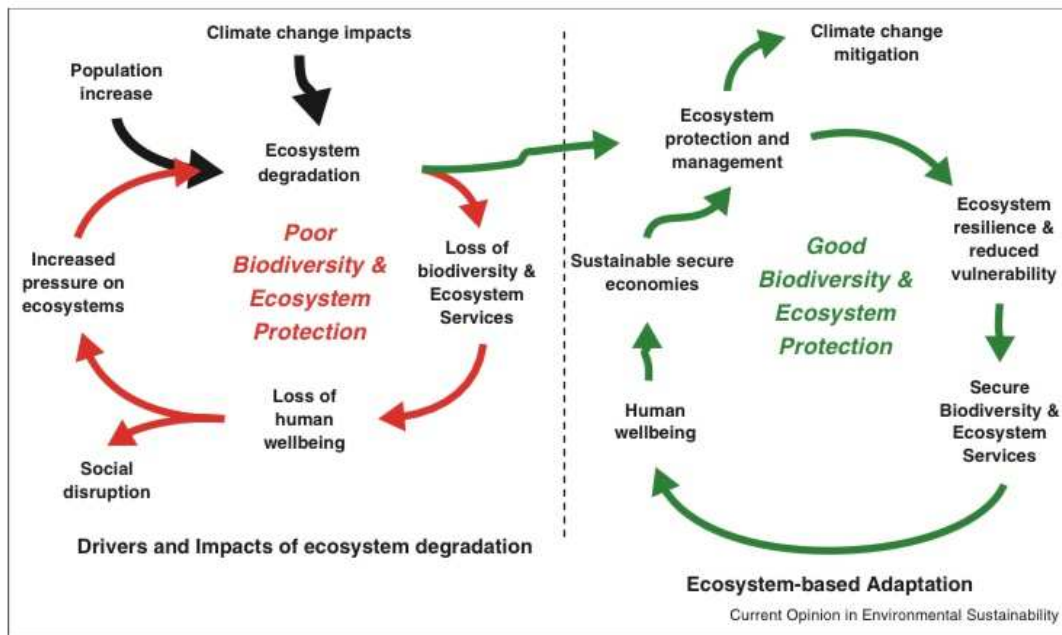 Climate change impacts
Population
increase
Ecosystem
degradation
Poor
Biodiversity &
Ecosystem
Protection
Increased
pressure on
ecosystems
Loss of
biodiversity &
Ecosystem
Services
Loss of
human
wellbeing
Social
disruption
Drivers and Impacts of ecosystem degradation
Climate change
mitigation
Ecosystem
protection and
management
Ecosystem
resilience &
reduced
vulnerability
Sustainable secure
economies
Good
Biodiversity &
Ecosystem
Protection
Human
wellbeing
Secure
Biodiversity &
Ecosystem
Services
Ecosystem-based Adaptation
Current Opinion in Environmental Sustainability